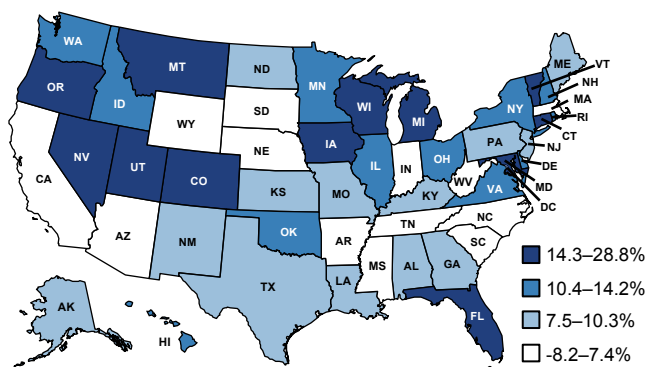 WA
MT
ND
MN
ME
VT
NH
MA
RI
CT
NJ
DE
MD
DC
OR
ID
WY
SD
WI
MI
NY
PA
NV
UT
CO
NE
IA
IL
IN
OH
WV
VA
CA
KS
MO
KY
AZ
NM
OK
AR
TN
NC
SC
TX
LA
MS
AL
GA
FL
AK
HI
14.3–28.8%
10.4–14.2%
7.5–10.3%
-8.2–7.4%